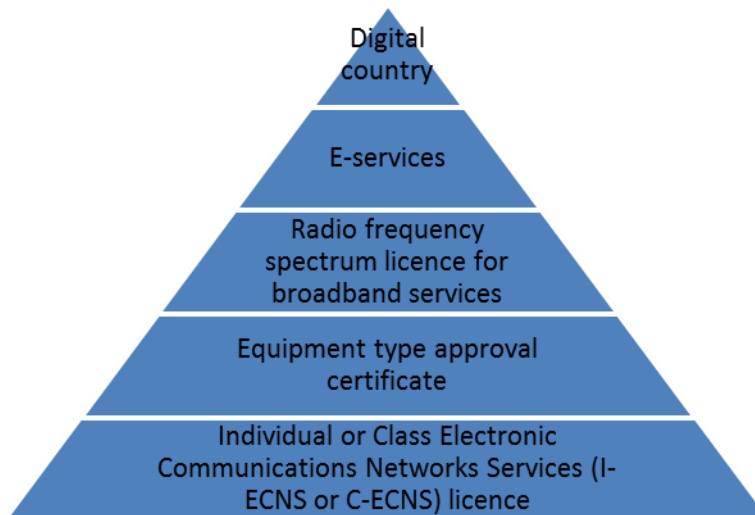 Digital
country
E-services
Radio frequency
spectrum licence for
broadband services
Equipment type approval
certificate
Individual or Class Electronic
Communications Networks Services (I-
ECNS or C-ECNS) licence